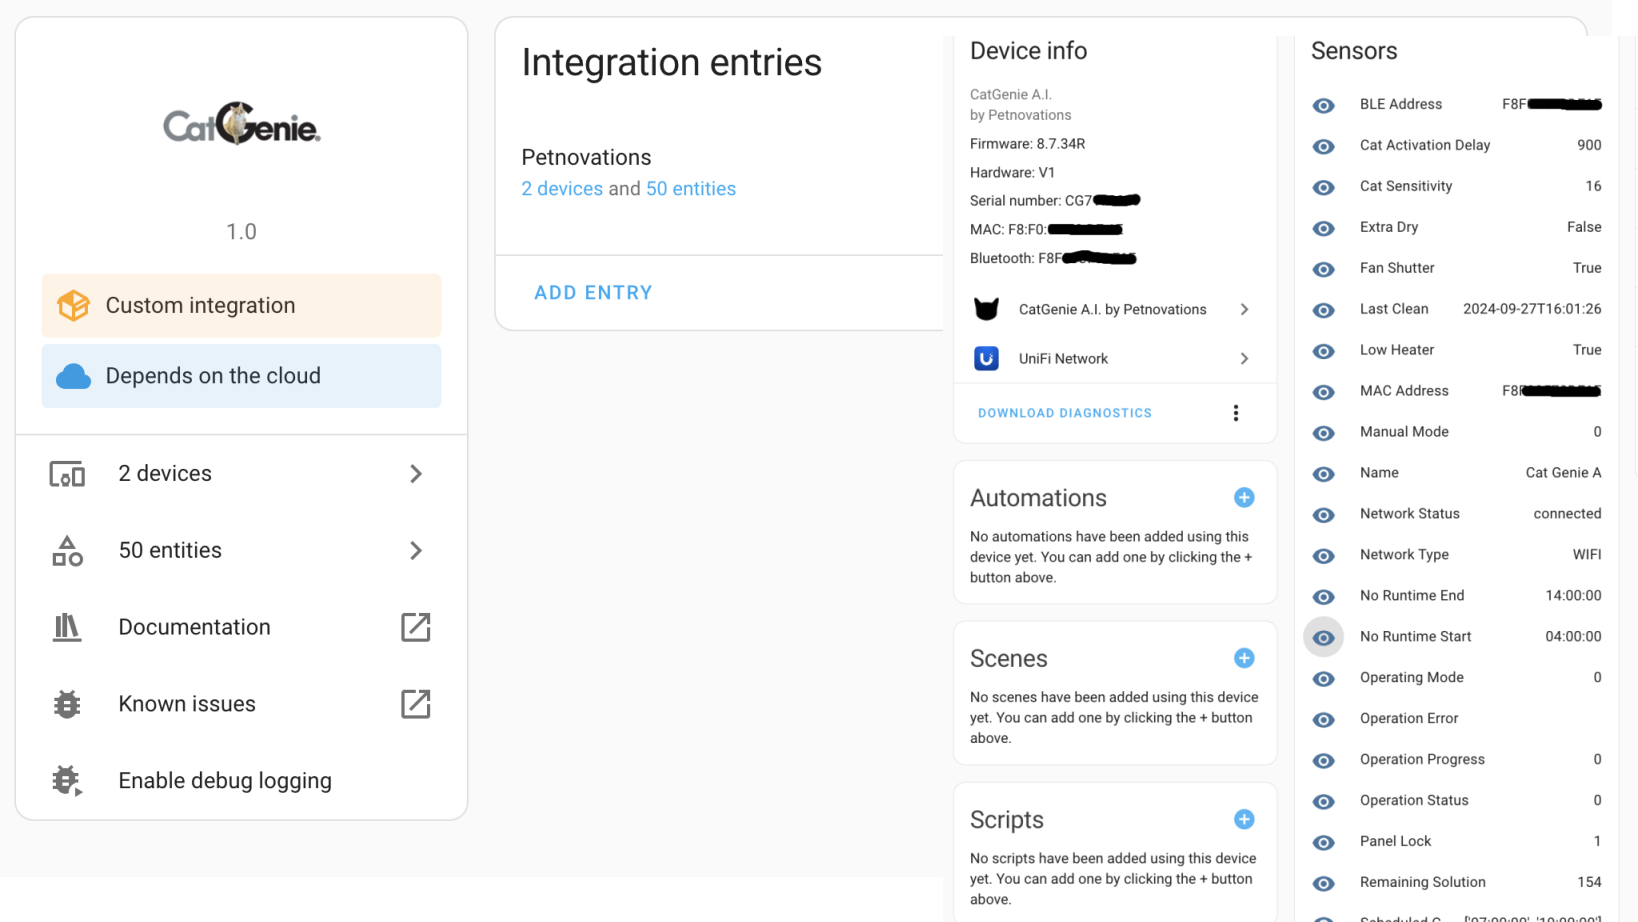 CatGenie.
1.0
Custom integration
Depends on the cloud
2 devices
50 entities
Documentation
Known issues
Enable debug logging
Integration entries
Petnovations
2 devices and 50 entities
ADD ENTRY
Device info
CatGenie A.I.
by Petnovations
Firmware: 8.7.34R
Hardware: V1
Serial number: CG7
MAC: F8:F0:
Bluetooth: F8F
CatGenie A.I. by Petnovations
UniFi Network
DOWNLOAD DIAGNOSTICS
Automations
No automations have been added using this
device yet. You can add one by clicking the +
button above.
Scenes
No scenes have been added using this device
yet. You can add one by clicking the + button
above.
Scripts
No scripts have been added using this device
yet. You can add one by clicking the + button
above.
Sensors
BLE Address F8F
Cat Activation Delay 900
Cat Sensitivity 16
Extra Dry False
Fan Shutter True
Last Clean 2024-09-27T16:01:26
Low Heater True
MAC Address F8F
Manual Mode 0
Name Cat Genie A
Network Status connected
Network Type WIFI
No Runtime End 14:00:00
No Runtime Start 04:00:00
Operating Mode 0
Operation Error
Operation Progress 0
Operation Status 0
Panel Lock 1
Remaining Solution 154